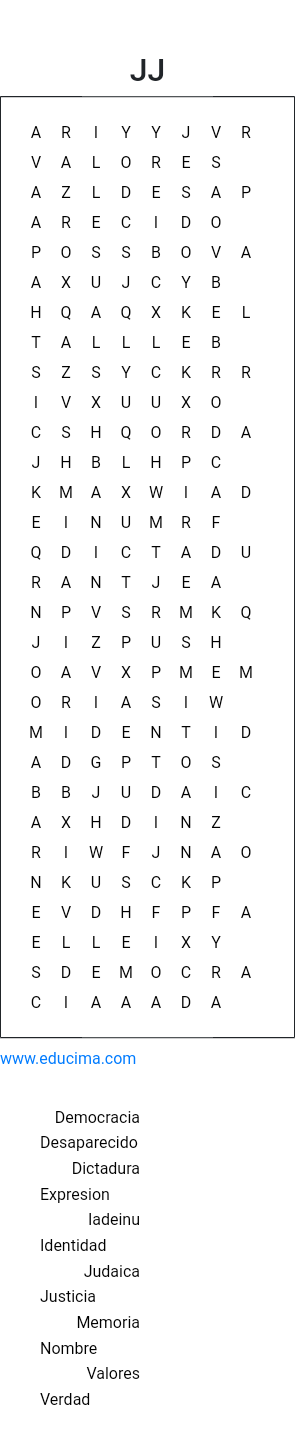 JJ
A R I Y Y J V R
V A L O R E S
A Z L D E S A P
A R E C I D O
P O S S B O V A
A X U J C Y B
H Q A Q X K E L
T A L L L E B
S Z S Y C K R R
I V X U U X O
C S H Q O R D A
J H B L H P C
K M A X W I A D
E I N U M R F
Q D I C T A D U
R A N T J E A
N P V S R M K Q
J I Z P U S H
O A V X P M E M
O R I A S I W
M I D E N T I D
A D G P T O S
B B J U D A I C
A X H D I N Z
R I W F J N A O
N K U S C K P
E V D H F P F A
E L L E I X Y
S D E M O C R A
C I A A A D A
www.educima.com
Democracia
Desaparecido
Dictadura
Expresion
Iadeinu
Identidad
Judaica
Justicia
Memoria
Nombre
Valores
Verdad